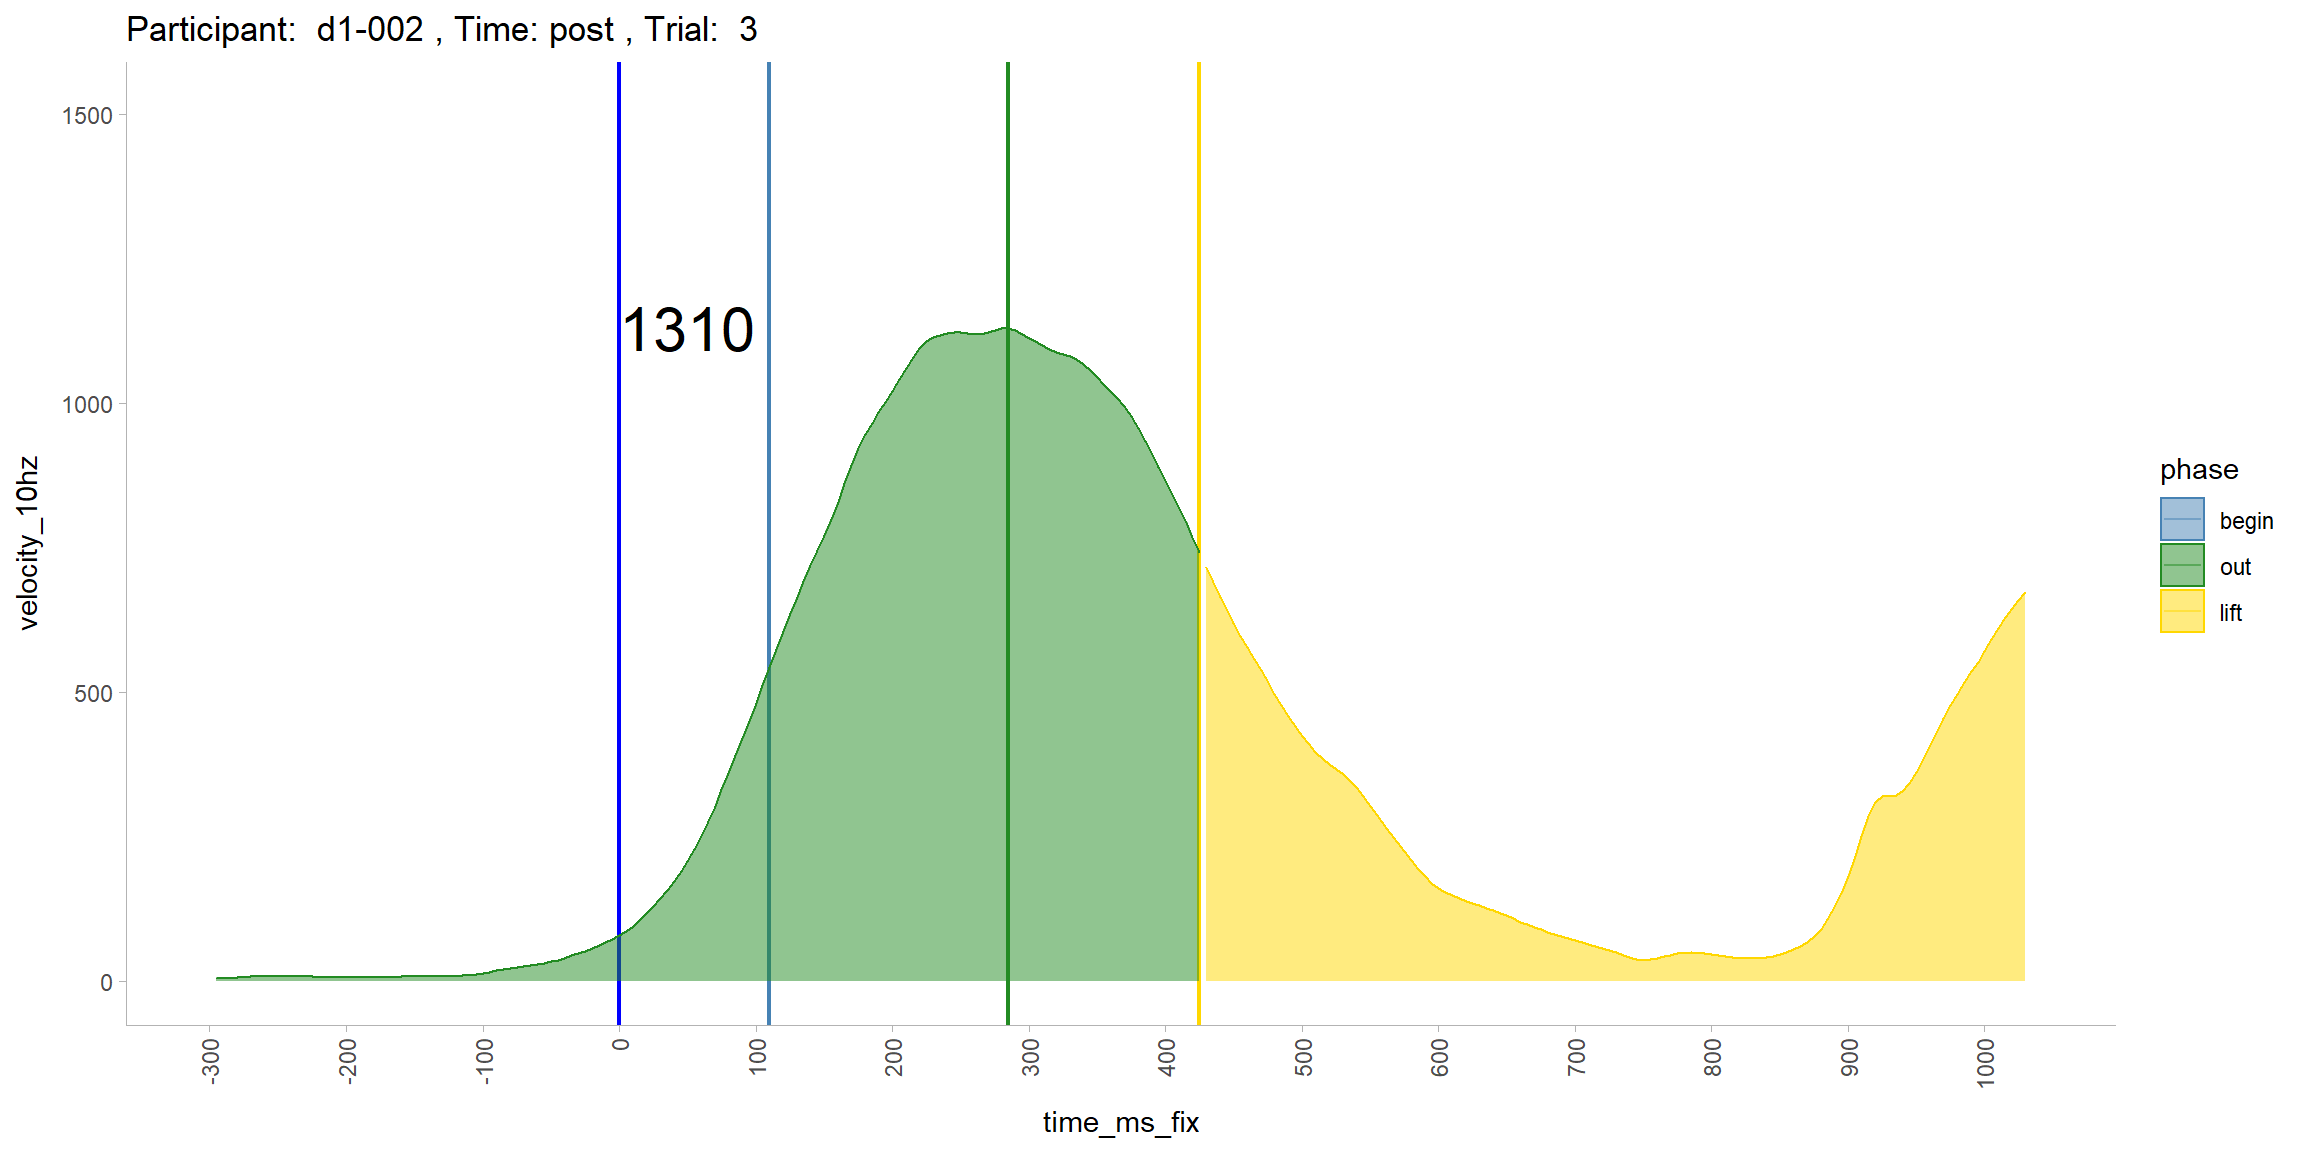 Participant:  d1-002 , Time: post , Trial:  3
1500
1000
500
0
velocity_10hz
1310
-300
-200
-100
0
100
200
300
400
500
600
700
800
900
1000
time_ms_fix
phase
begin
out
lift